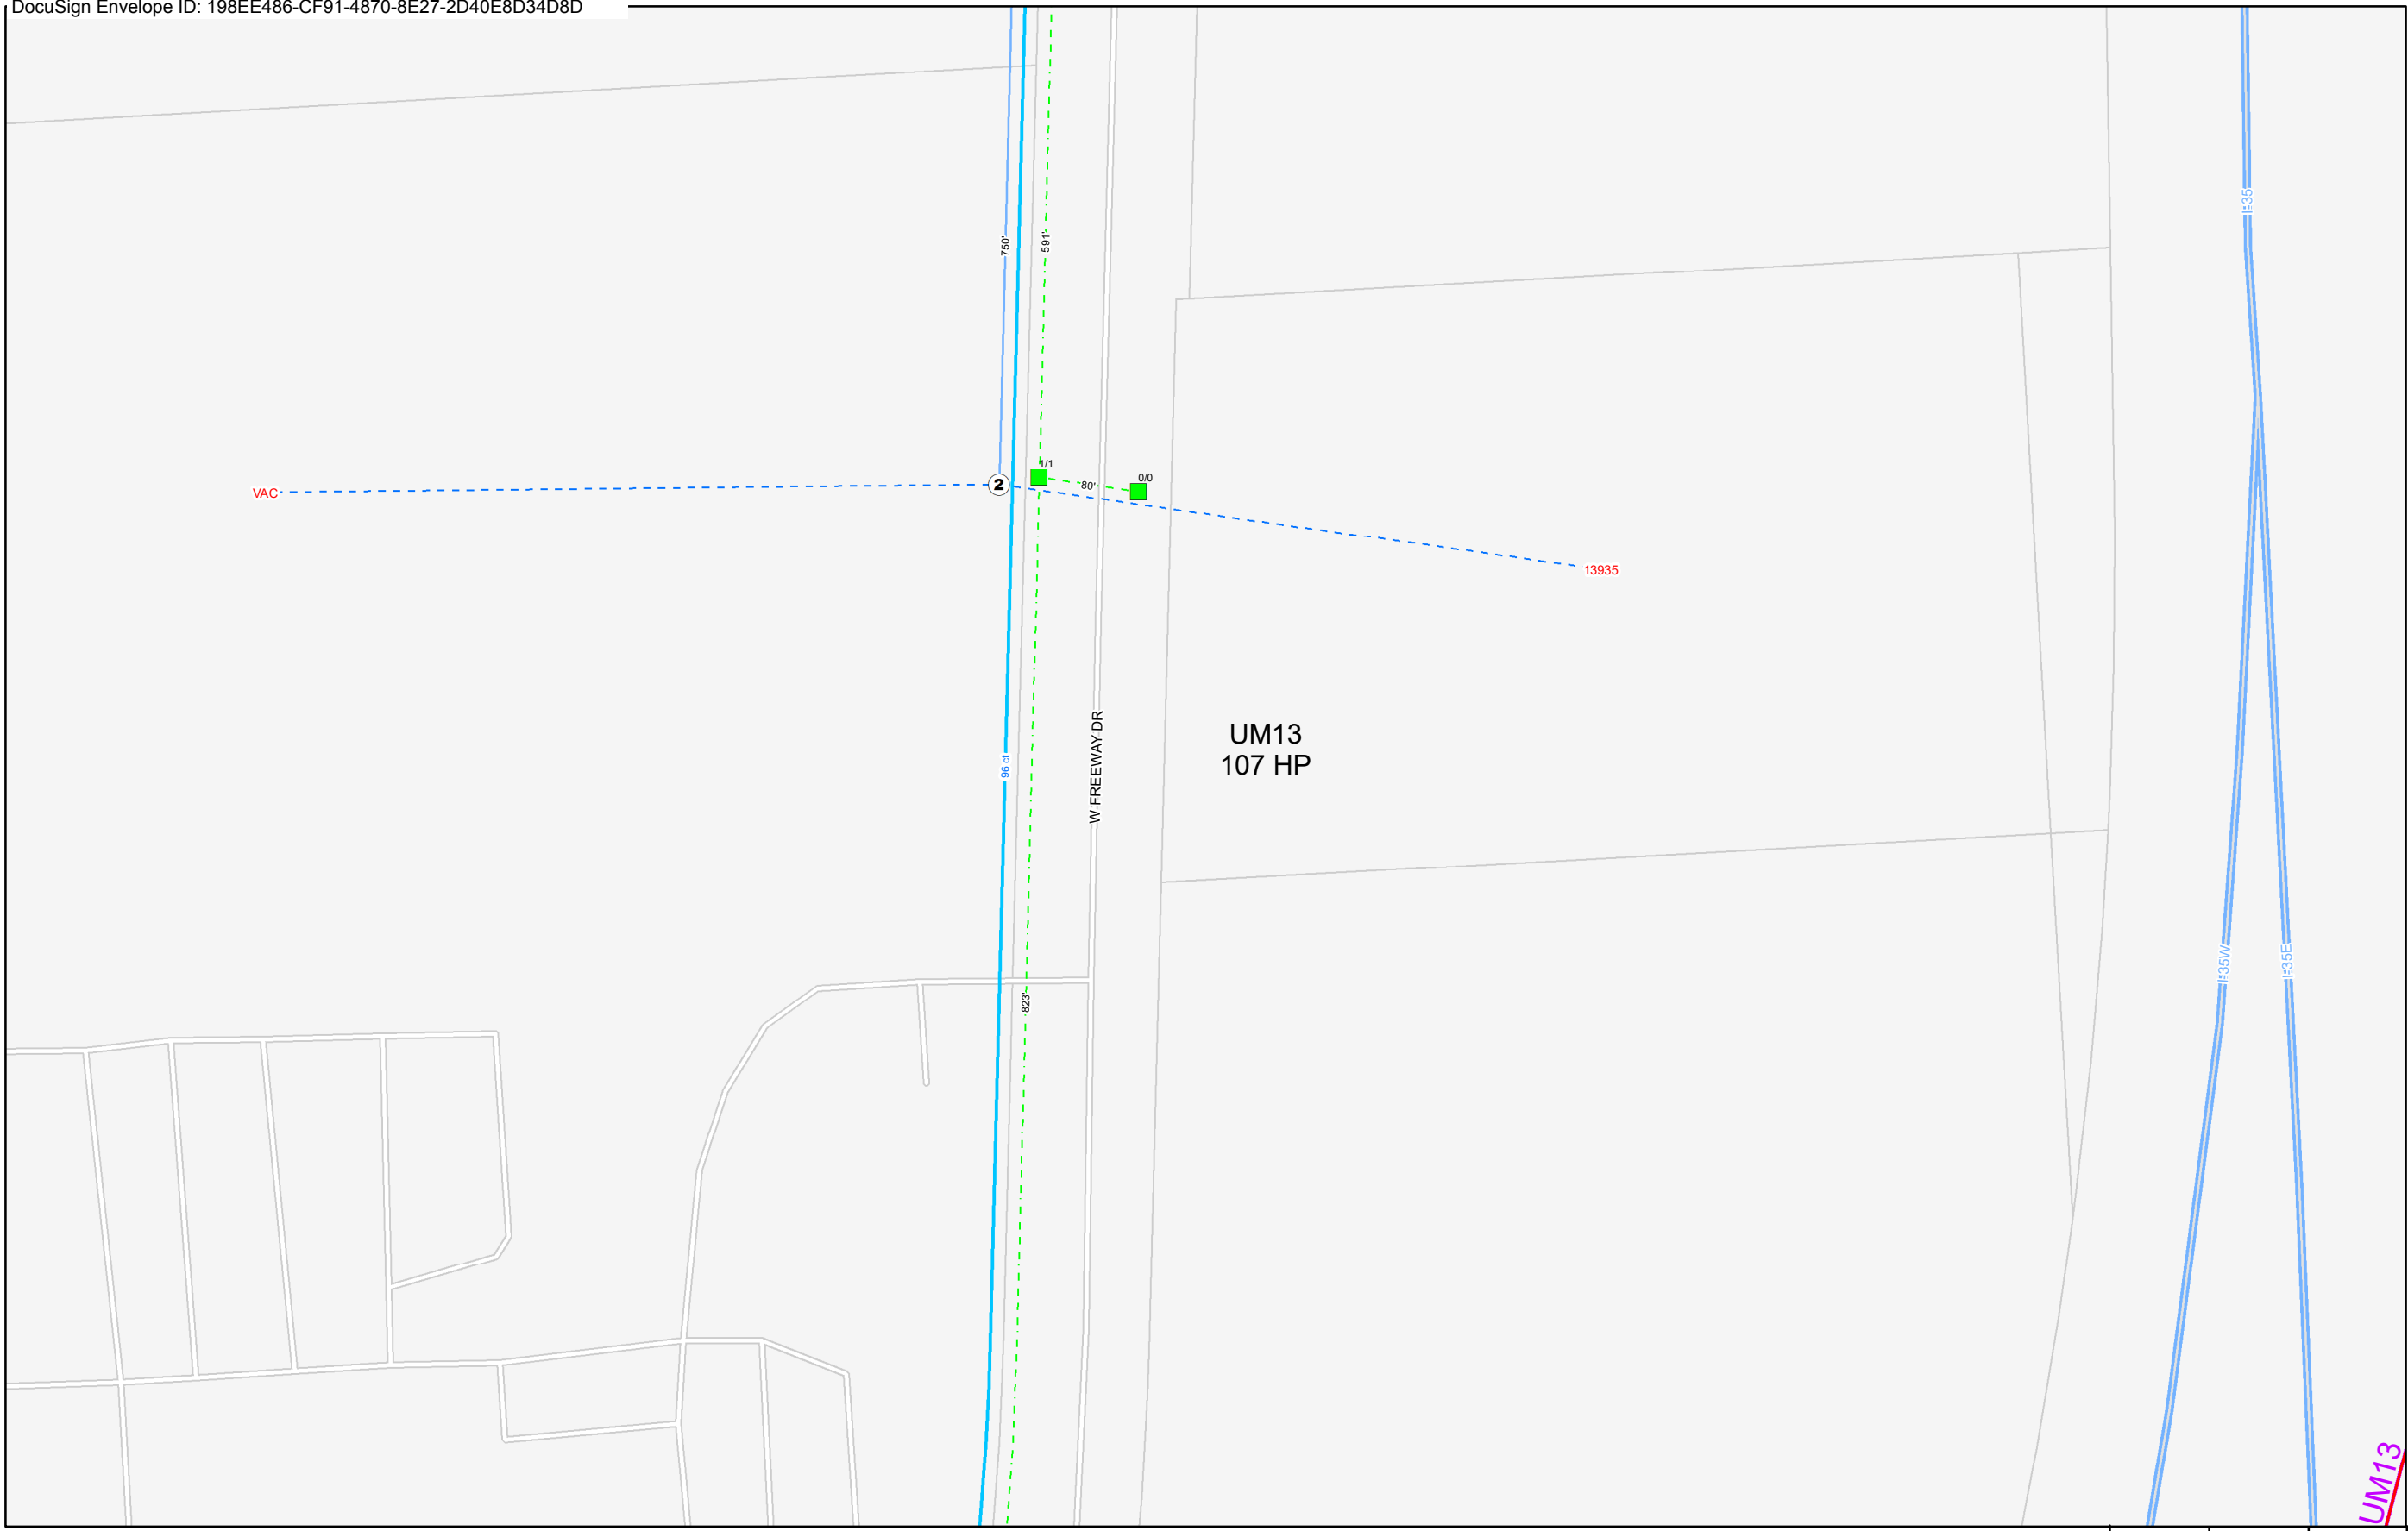 DocuSign Envelope ID: 198EE486-CF91-4870-8E27-2D40E8D34D8D
I-35
750'
591'
1/1
0/0
VAC
2
80'
13935
UM13
107 HP
W FREEWAY DR
96 ct
I-35W
I-35E
823'
UM13